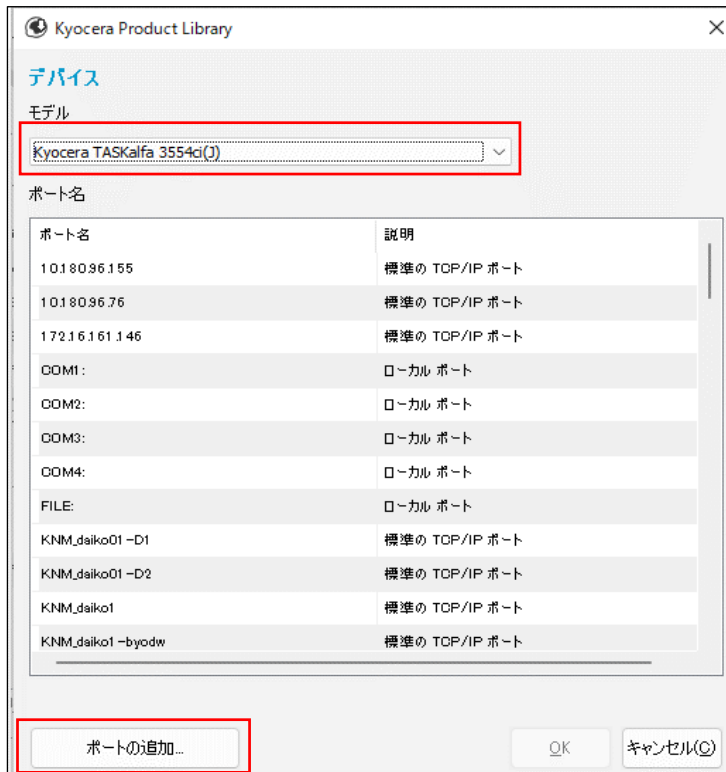 Kyocera Product Library
デバイス
モデル
Kyocera TASKalfa 3554ci(J)
ポート名
ポート名 説明
10.180.96.155 標準の TCP/IP ポート
10.180.96.76 標準の TCP/IP ポート
172.16.161.146 標準の TCP/IP ポート
COM1: ローカル ポート
COM2: ローカル ポート
COM3: ローカル ポート
COM4: ローカル ポート
FILE: ローカル ポート
KNM_daiko01-D1 標準の TCP/IP ポート
KNM_daiko01-D2 標準の TCP/IP ポート
KNM_daiko1 標準の TCP/IP ポート
KNM_daiko1-byodw 標準の TCP/IP ポート
ポートの追加... OK キャンセル(C)